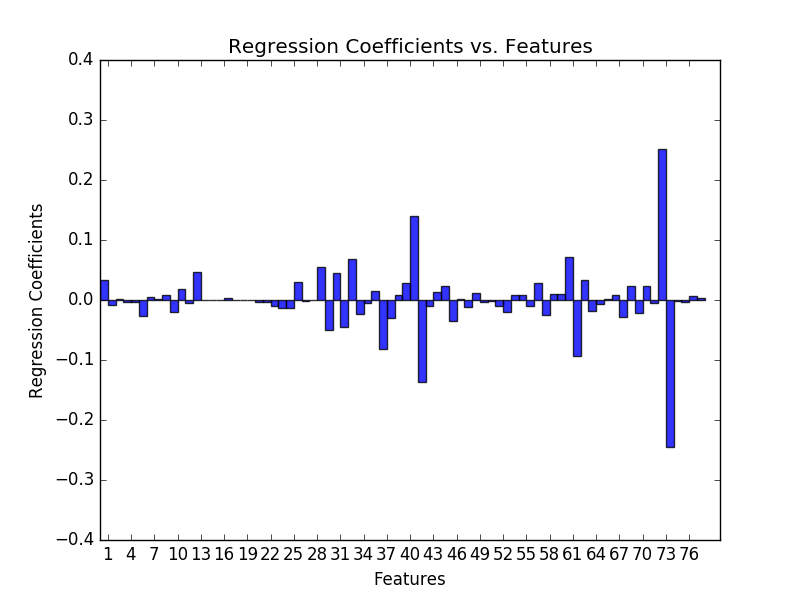 Regression Coefficients vs. Features
0.4
0.3
0.2
0.1
0.0
−0.1
−0.2
−0.3
−0.4
Regression Coefficients
1 4 7 10 13 16 19 22 25 28 31 34 37 40 43 46 49 52 55 58 61 64 67 70 73 76
Features